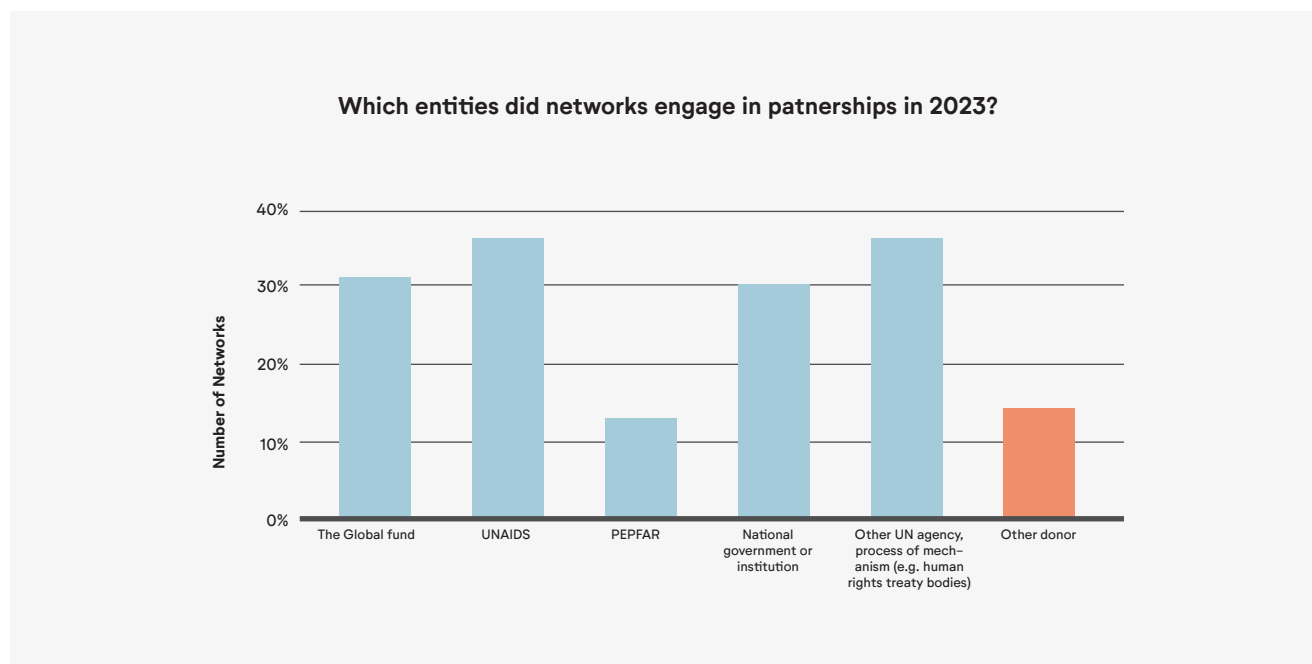 Which entities did networks engage in patnerships in 2023?
40%
30%
20%
10%
0%
Number of Networks
The Global fund
UNAIDS
PEPFAR
National
government or
institution
Other UN agency,
process of mech-
anism (e.g. human
rights treaty bodies)
Other donor